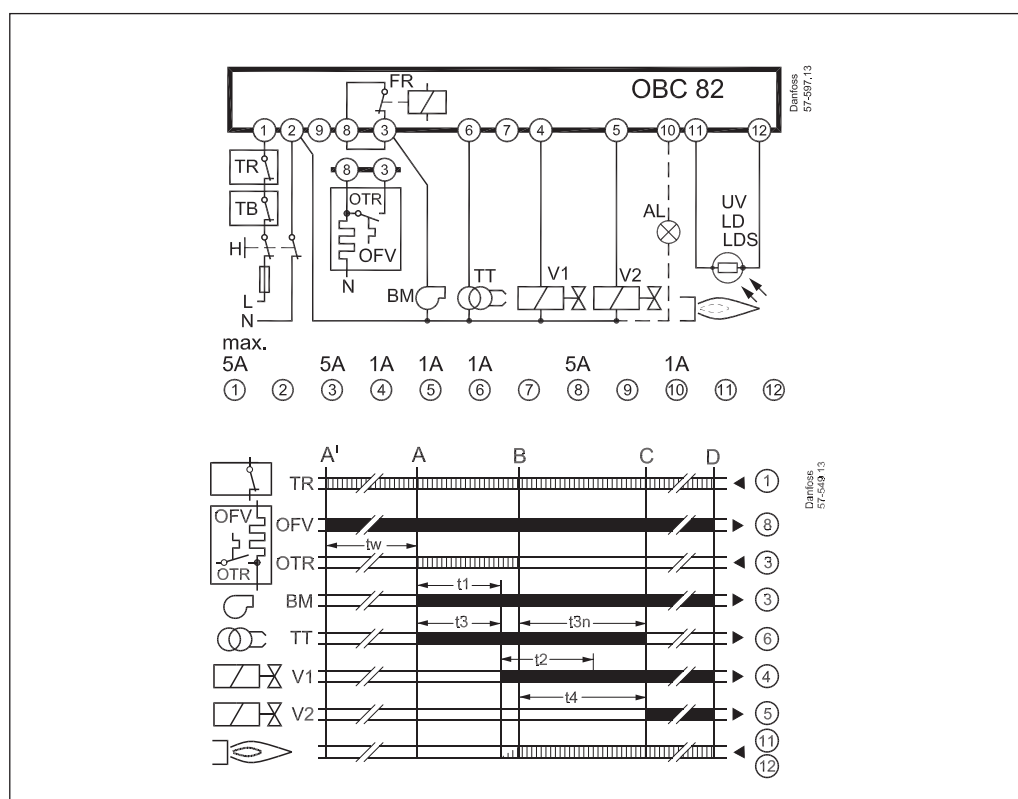 OBC 82
Danfoss
57-597.13
FR
1 2 9 8 3 6 7 4 5 10 11 12
TR
8 3
TB
OTR
OFV
N
H
L
N
BM
TT
V1
V2
AL
UV
LD
LDS
max.
5A 5A 1A 1A 1A 5A 1A
1 2 3 4 5 6 7 8 9 10 11 12
A' A B C D
Danfoss
57-549 13
TR 1
OFV OFV 8
tw
OTR OTR 3
t1
BM 3
t3 t3n
TT 6
t2
V1 4
t4
V2 5
11
12